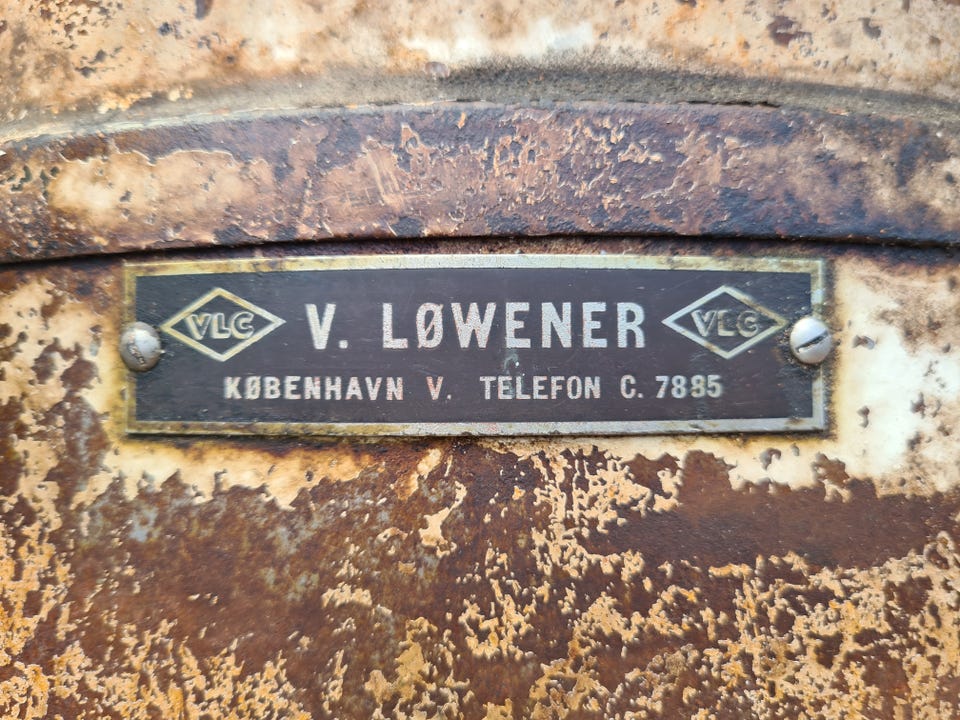 VLC V. LØWENER VLC
KØBENHAVN V. TELEFON C. 7885